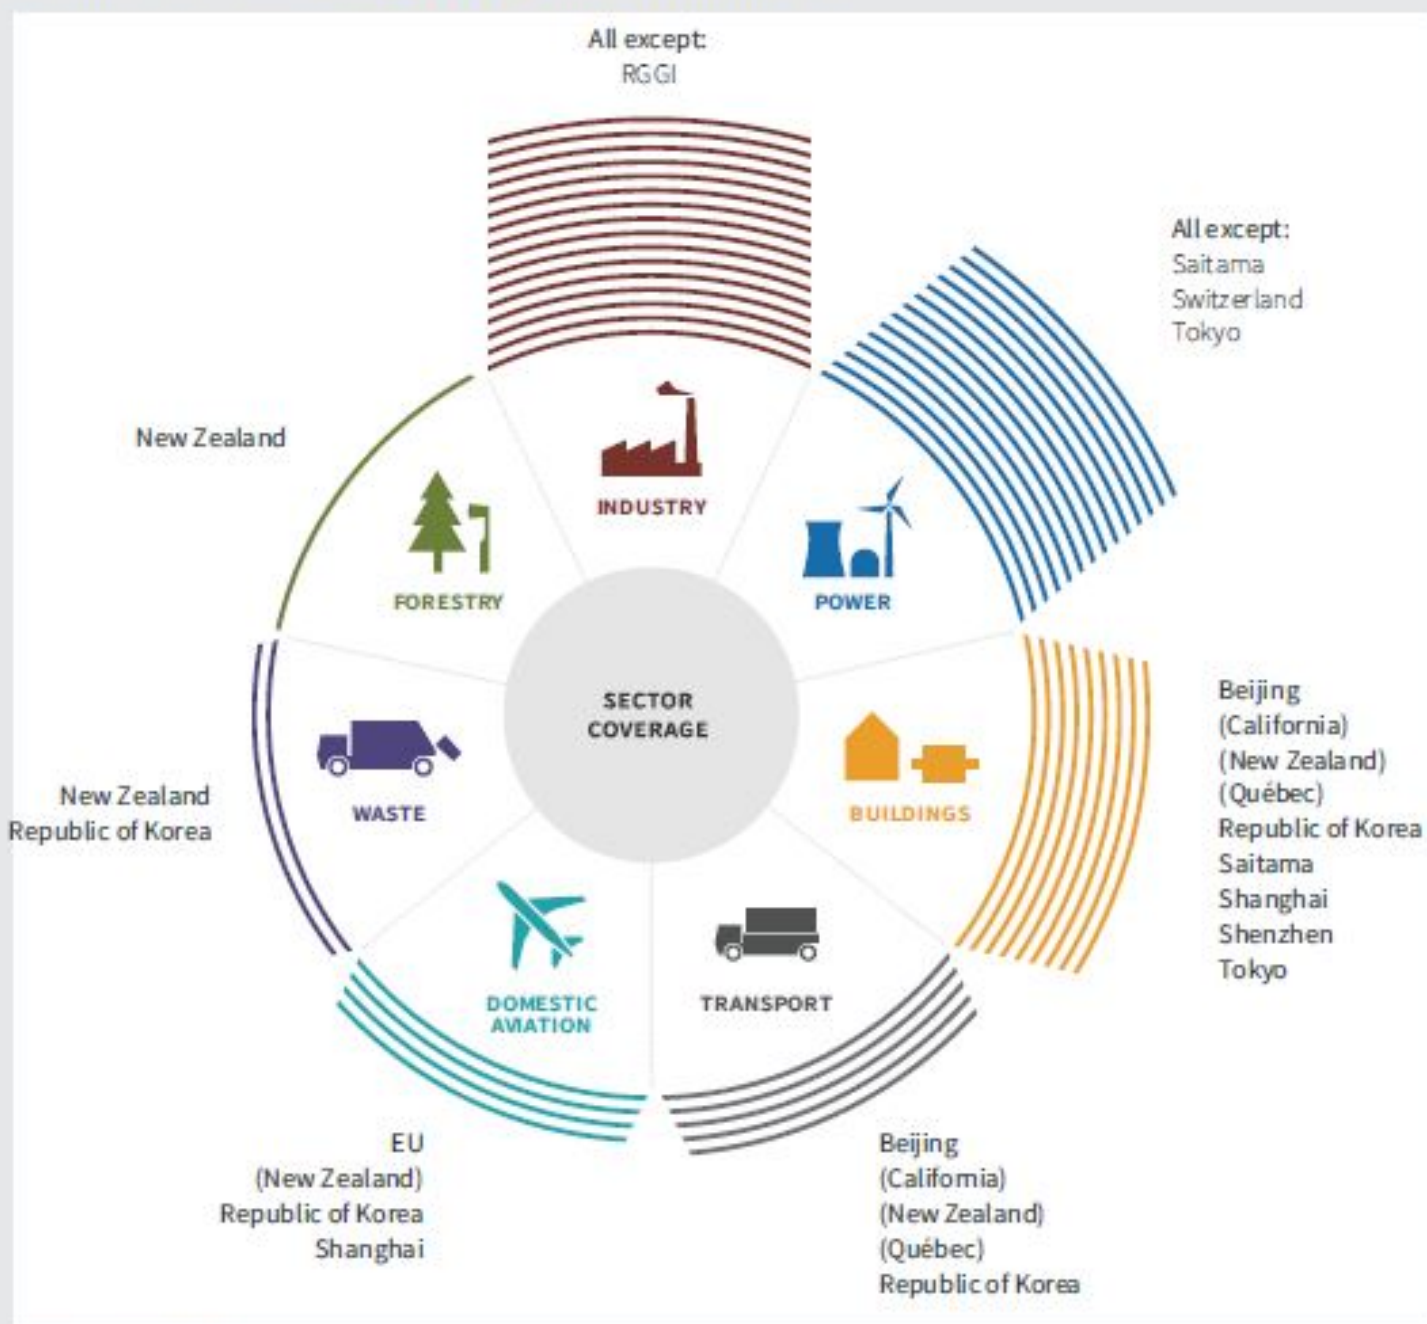 All except:
RGGI
All except:
Saitama
Switzerland
Tokyo
New Zealand
INDUSTRY
FORESTRY
POWER
SECTOR
COVERAGE
Beijing
(California)
(New Zealand)
(Québec)
Republic of Korea
Saitama
Shanghai
Shenzhen
Tokyo
New Zealand
Republic of Korea
WASTE
BUILDINGS
DOMESTIC
AVIATION
TRANSPORT
EU
(New Zealand)
Republic of Korea
Shanghai
Beijing
(California)
(New Zealand)
(Québec)
Republic of Korea